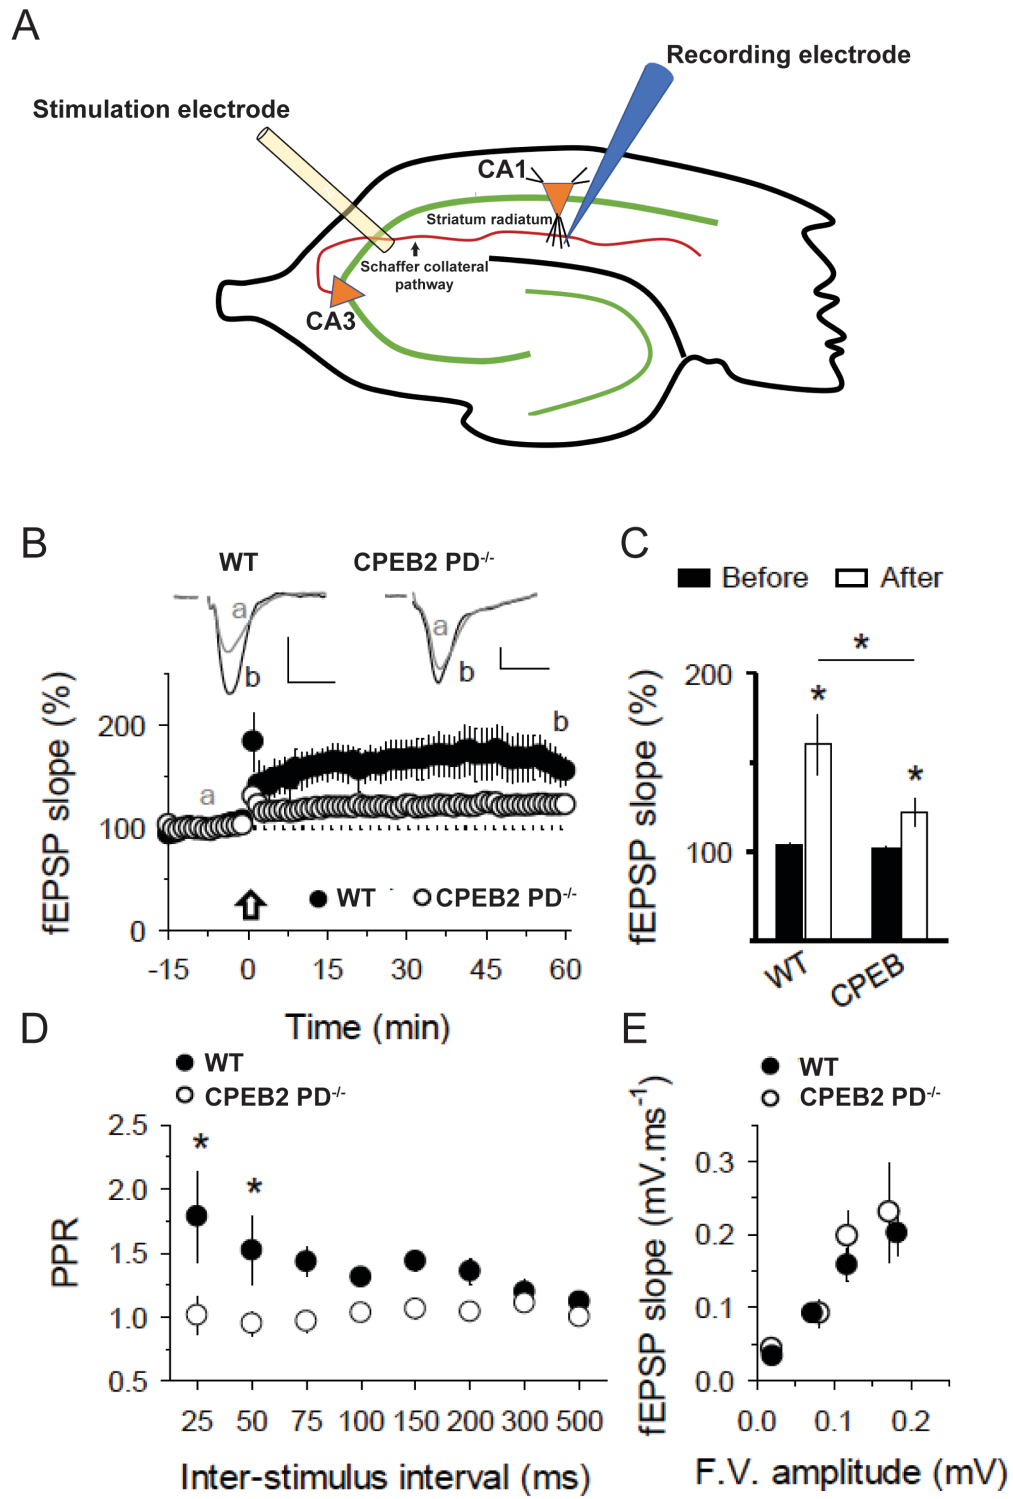 A
Recording electrode
Stimulation electrode
CA1
Striatum radiatum
Schaffer collateral
pathway
CA3
B
WT
CPEB2 PD-/-
a
b
a
b
fEPSP slope (%)
200
100
0
a
b
WT
CPEB2 PD-/-
-15 0 15 30 45 60
Time (min)
C
Before After
fEPSP slope (%)
200
100
*
*
*
WT
CPEB
D
WT
CPEB2 PD-/-
PPR
2.5
2.0
1.5
1.0
0.5
*
*
25 50 75 100 150 200 300 500
Inter-stimulus interval (ms)
E
WT
CPEB2 PD-/-
fEPSP slope (mV.ms-1)
0.3
0.2
0.1
0.0
0.0 0.1 0.2
F.V. amplitude (mV)